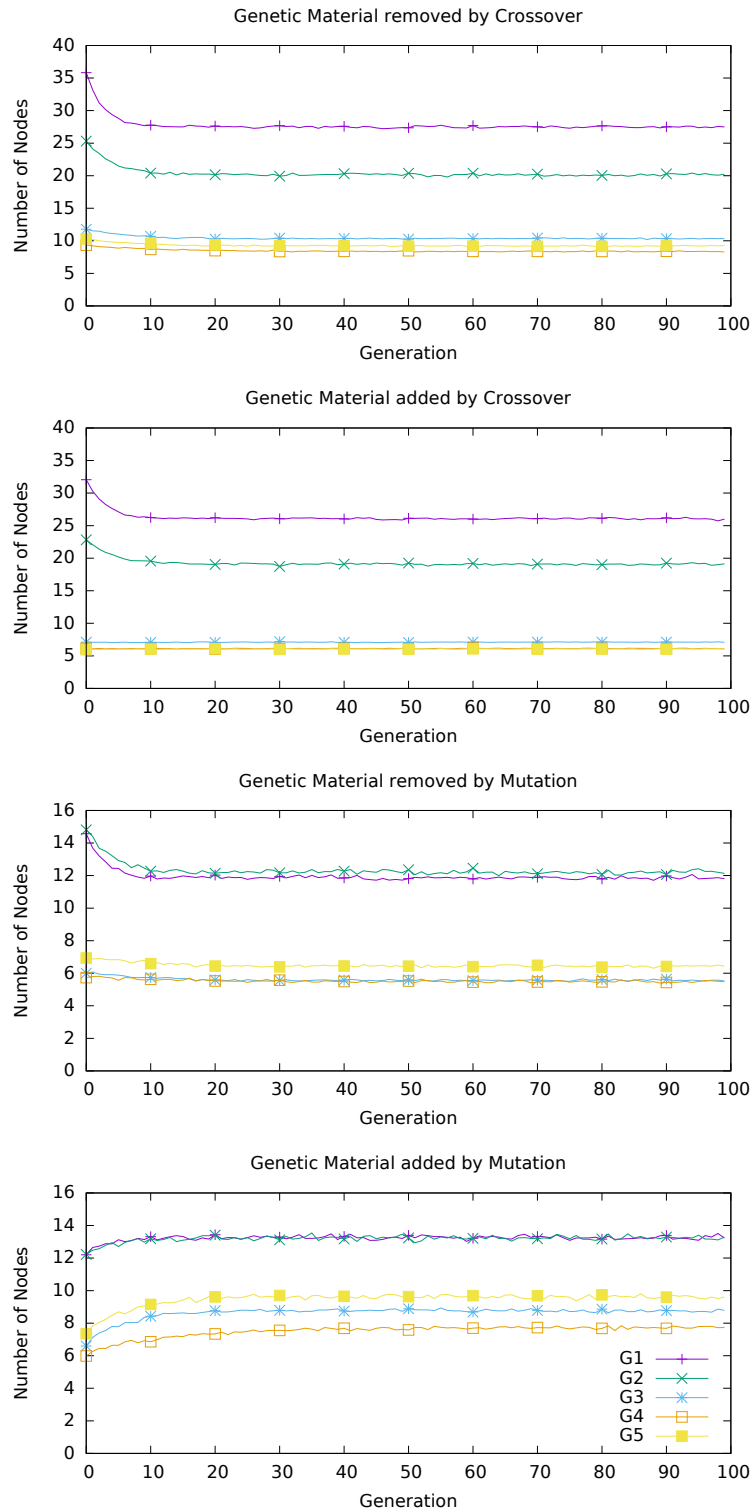 Genetic Material removed by Crossover
40
35
30
25
20
15
10
5
0
Number of Nodes
0 10 20 30 40 50 60 70 80 90 100
Generation
Genetic Material added by Crossover
40
35
30
25
20
15
10
5
0
Number of Nodes
0 10 20 30 40 50 60 70 80 90 100
Generation
Genetic Material removed by Mutation
16
14
12
10
8
6
4
2
0
Number of Nodes
0 10 20 30 40 50 60 70 80 90 100
Generation
Genetic Material added by Mutation
16
14
12
10
8
6
4
2
0
Number of Nodes
G1
G2
G3
G4
G5
0 10 20 30 40 50 60 70 80 90 100
Generation